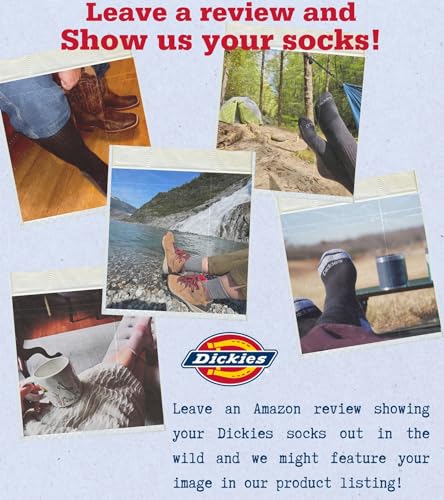 Leave a review and
Show us your socks!
Dickies
Leave an Amazon review showing
your Dickies socks out in the
wild and we might feature your
image in our product listing!